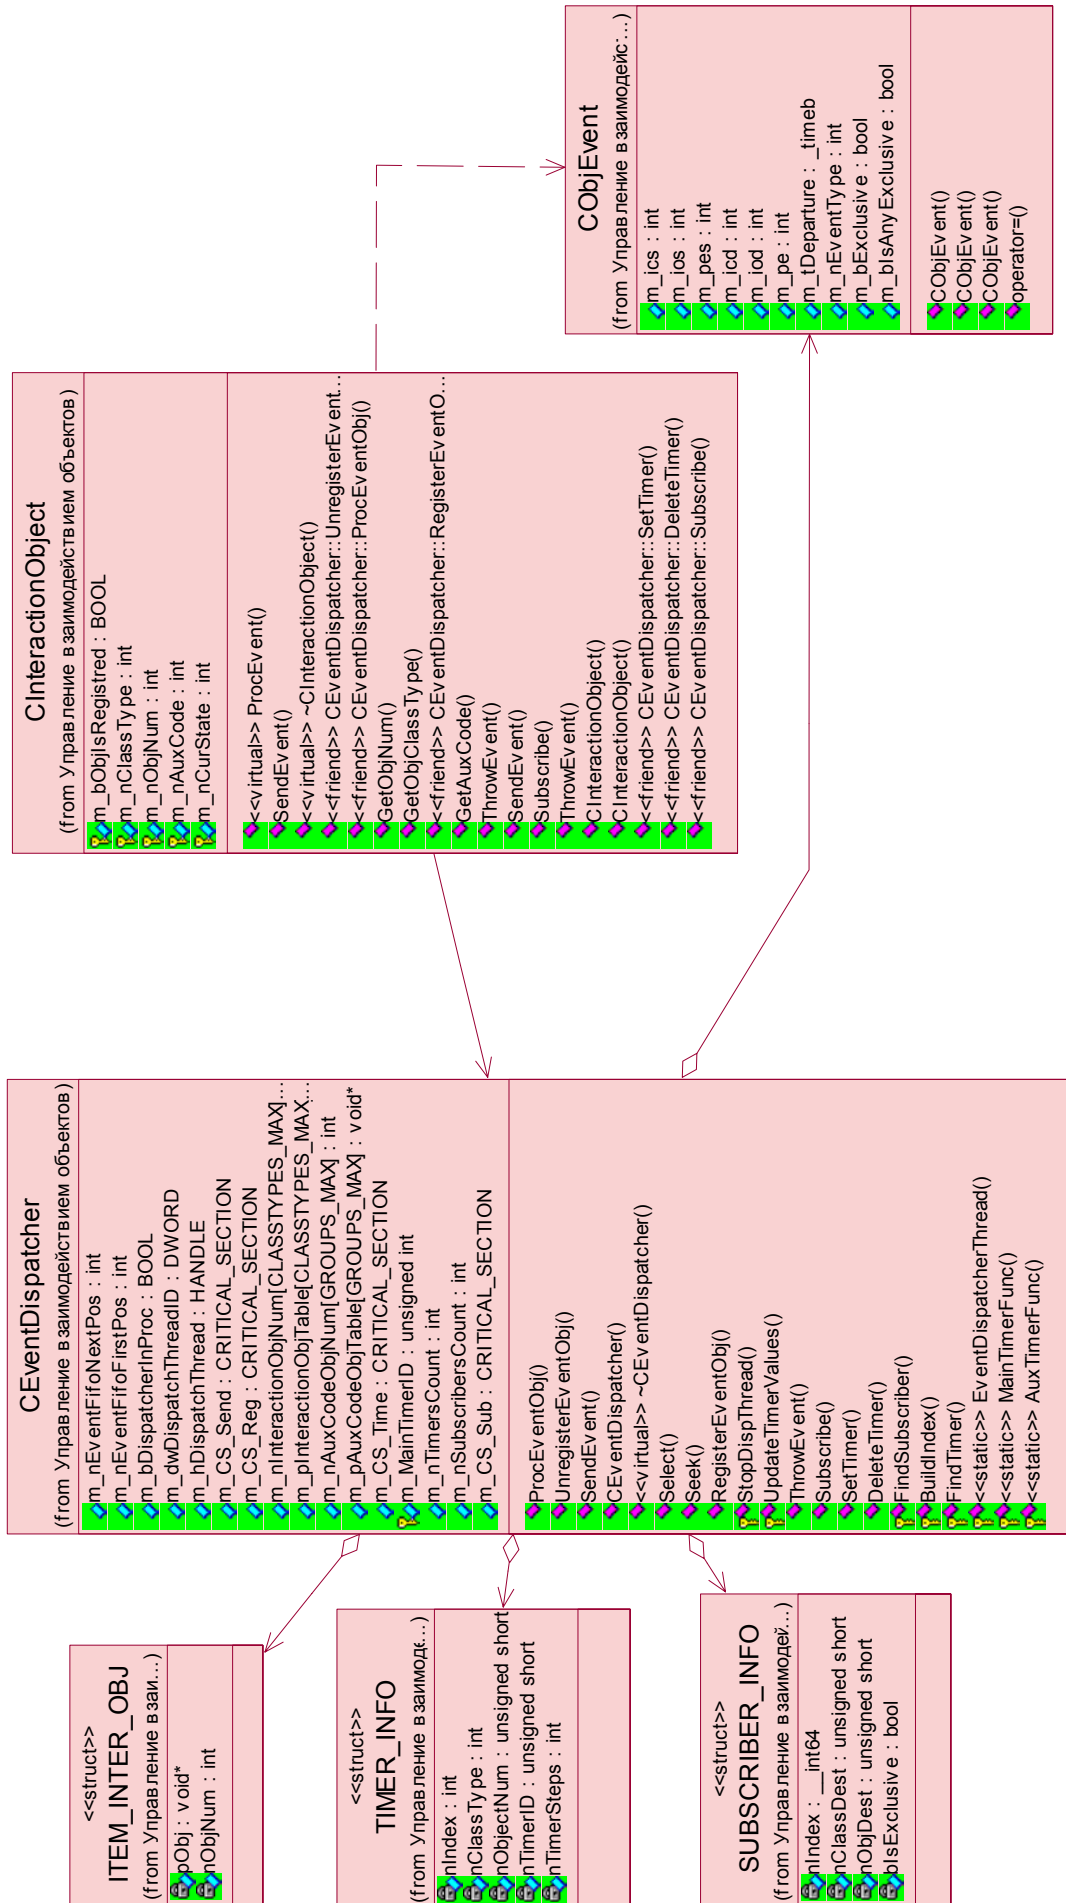 <<struct>>
ITEM_INTER_OBJ
(from Управление взаи...)
pObj : void*
nObjNum : int
<<struct>>
TIMER_INFO
(from Управление взаимоде...)
nIndex : int
nClassType : int
nObjectNum : unsigned short
nTimerID : unsigned short
nTimerSteps : int
<<struct>>
SUBSCRIBER_INFO
(from Управление взаимодей...)
nIndex : __int64
nClassDest : unsigned short
nObjDest : unsigned short
bIsExclusive : bool
CEventDispatcher
(from Управление взаимодействием объектов)
m_nEventFifoNextPos : int
m_nEventFifoFirstPos : int
m_bDispatcherInProc : BOOL
m_dwDispatchThreadID : DWORD
m_hDispatchThread : HANDLE
m_CS_Send : CRITICAL_SECTION
m_CS_Reg : CRITICAL_SECTION
m_nInteractionObjNum[CLASSTYPES_MAX]...
m_pInteractionObjTable[CLASSTYPES_MAX...
m_nAuxCodeObjNum[GROUPS_MAX] : int
m_pAuxCodeObjTable[GROUPS_MAX] : void*
m_CS_Time : CRITICAL_SECTION
m_MainTimerID : unsigned int
m_nTimersCount : int
m_nSubscribersCount : int
m_CS_Sub : CRITICAL_SECTION
ProcEventObj()
UnregisterEventObj()
SendEvent()
CEventDispatcher()
<<virtual>> ~CEventDispatcher()
Select()
Seek()
RegisterEventObj()
StopDispThread()
UpdateTimerValues()
ThrowEvent()
Subscribe()
SetTimer()
DeleteTimer()
FindSubscriber()
BuildIndex()
FindTimer()
<<static>> EventDispatcherThread()
<<static>> MainTimerFunc()
<<static>> AuxTimerFunc()
CInteractionObject
(from Управление взаимодействием объектов)
m_bObjIsRegistred : BOOL
m_nClassType : int
m_nObjNum : int
m_nAuxCode : int
m_nCurState : int
<<virtual>> ProcEvent()
SendEvent()
<<virtual>> ~CInteractionObject()
<<friend>> CEventDispatcher::UnregisterEvent...
<<friend>> CEventDispatcher::ProcEventObj()
GetObjNum()
GetObjClassType()
<<friend>> CEventDispatcher::RegisterEventO...
GetAuxCode()
ThrowEvent()
SendEvent()
Subscribe()
ThrowEvent()
CInteractionObject()
CInteractionObject()
<<friend>> CEventDispatcher::SetTimer()
<<friend>> CEventDispatcher::DeleteTimer()
<<friend>> CEventDispatcher::Subscribe()
CObjEvent
(from Управление взаимодейс...)
m_ics : int
m_ios : int
m_pes : int
m_icd : int
m_iod : int
m_pe : int
m_tDeparture : _timeb
m_nEventType : int
m_bExclusive : bool
m_bIsAnyExclusive : bool
CObjEvent()
CObjEvent()
CObjEvent()
operator=()